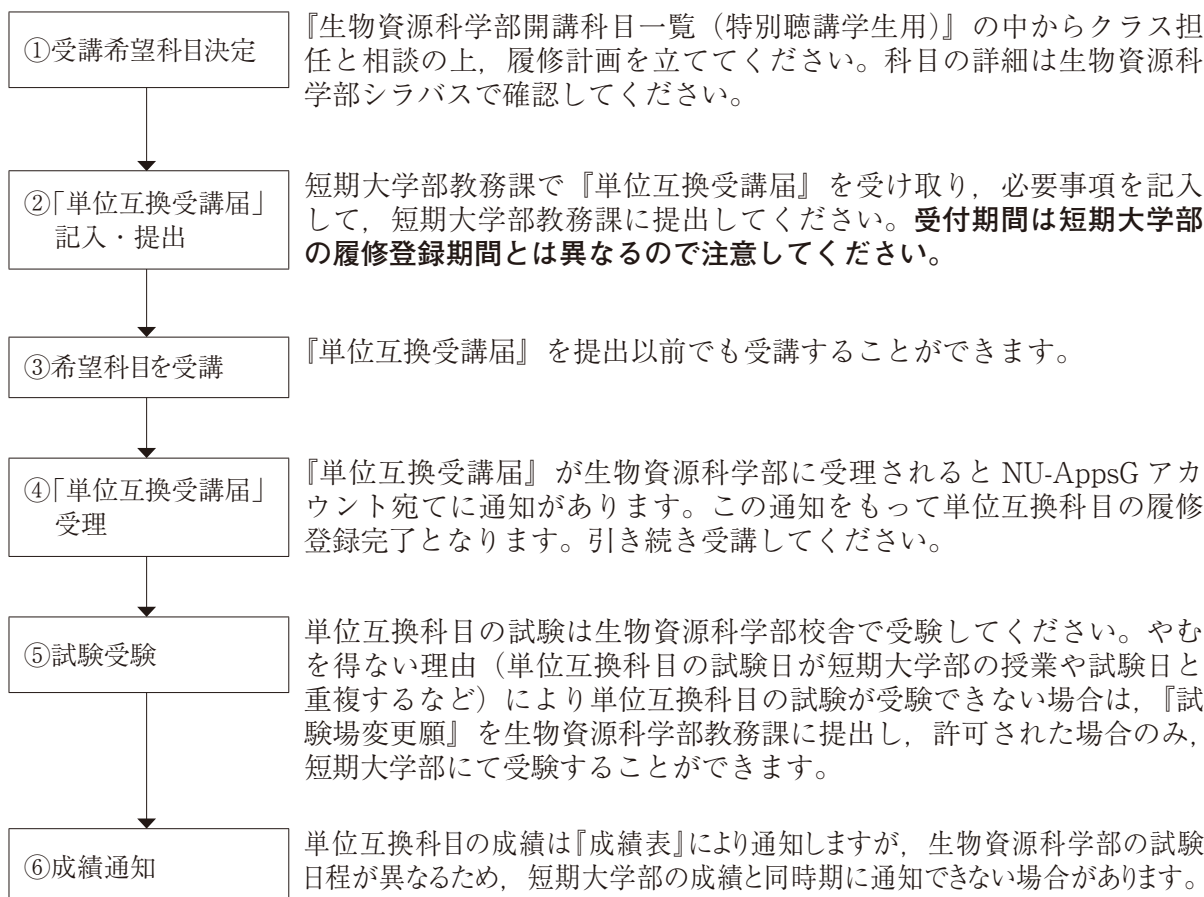 ①受講希望科目決定
『生物資源科学部開講科目一覧（特別聴講学生用）』の中からクラス担
任と相談の上，履修計画を立ててください。科目の詳細は生物資源科
学部シラバスで確認してください。
②「単位互換受講届」
記入・提出
短期大学部教務課で『単位互換受講届』を受け取り，必要事項を記入
して，短期大学部教務課に提出してください。受付期間は短期大学部
の履修登録期間とは異なるので注意してください。
③希望科目を受講
『単位互換受講届』を提出以前でも受講することができます。
④「単位互換受講届」
受理
『単位互換受講届』が生物資源科学部に受理されると NU-AppsG アカ
ウント宛てに通知があります。この通知をもって単位互換科目の履修
登録完了となります。引き続き受講してください。
⑤試験受験
単位互換科目の試験は生物資源科学部校舎で受験してください。やむ
を得ない理由（単位互換科目の試験日が短期大学部の授業や試験日と
重複するなど）により単位互換科目の試験が受験できない場合は，『試
験場変更願』を生物資源科学部教務課に提出し，許可された場合のみ，
短期大学部にて受験することができます。
⑥成績通知
単位互換科目の成績は『成績表』により通知しますが，生物資源科学部の試験
日程が異なるため，短期大学部の成績と同時期に通知できない場合があります。